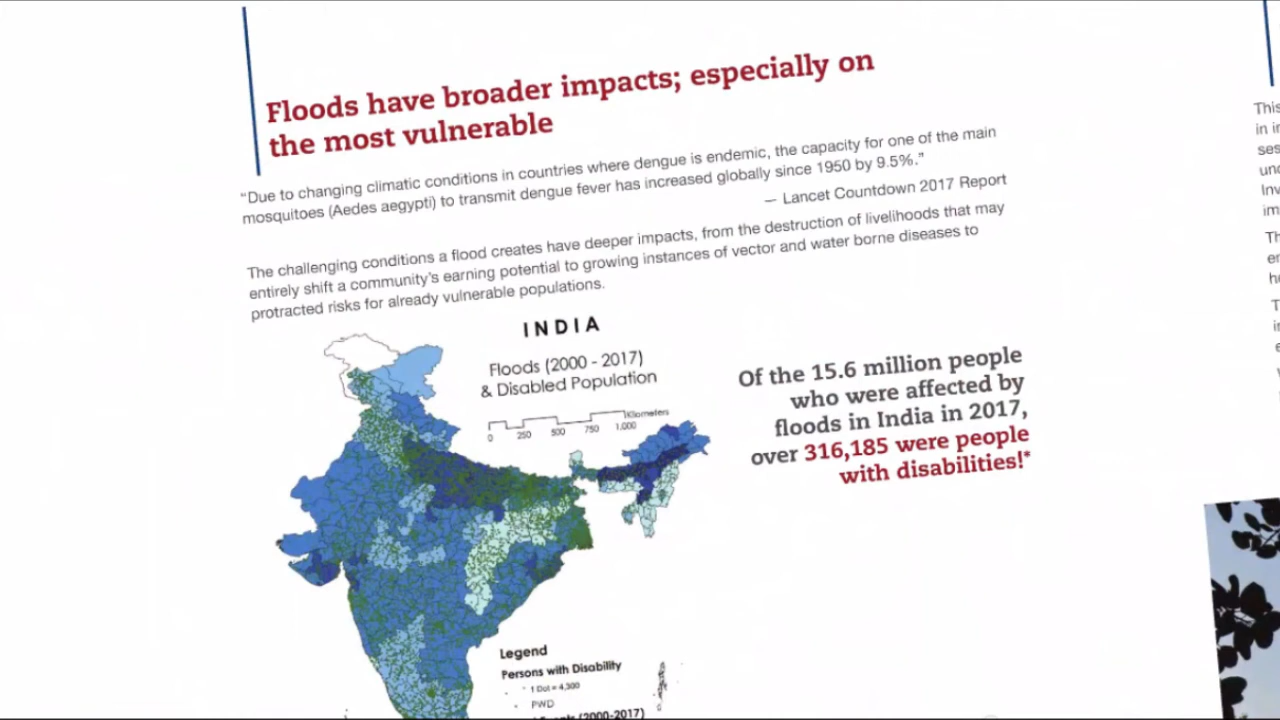 Floods have broader impacts; especially on
the most vulnerable
“Due to changing climatic conditions in countries where dengue is endemic, the capacity for one of the main
mosquitoes (Aedes aegypti) to transmit dengue fever has increased globally since 1950 by 9.5%.”
— Lancet Countdown 2017 Report
The challenging conditions a flood creates have deeper impacts, from the destruction of livelihoods that may
entirely shift a community’s earning potential to growing instances of vector and water borne diseases to
protracted risks for already vulnerable populations.
INDIA
Floods (2000 - 2017)
& Disabled Population
Kilometers
0 250 500 750 1,000
Of the 15.6 million people
who were affected by
floods in India in 2017,
over 316,185 were people
with disabilities!*
Legend
Persons with Disability
1 Dot = 4,300
PWD
(2000-2017)
This
in